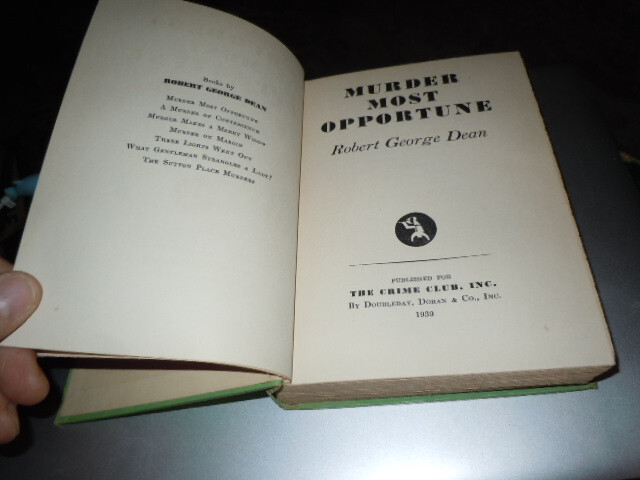 Books by
ROBERT GEORGE DEAN
MURDER MOST OPPORTUNE
A MURDER BY
MURDER MAKES A MERRY WIDOW
MURDER ON MARGIN
THREE LIGHTS WENT OUT
WHAT GENTLEMAN STRANGLES A LADY?
THE SUTTON PLACE MURDERS
MURDER
MOST
OPPORTUNE
Robert George Dean
PUBLISHED FOR
THE CRIME CLUB, INC.
BY DOUBLEDAY, DORAN & CO., INC.
1939